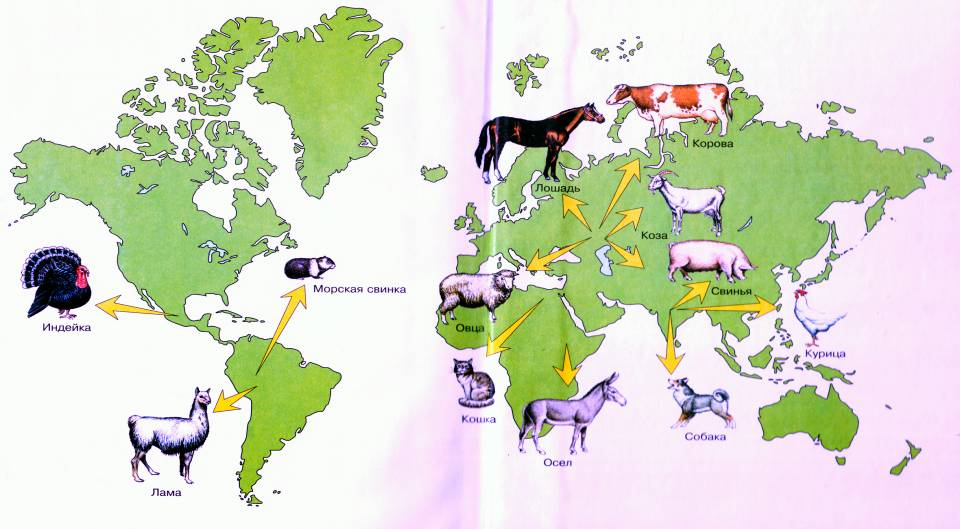 Корова
Лошадь
Коза
Морская свинка
Свинья
Индейка
Овца
Курица
Кошка
Собака
Осел
Лама